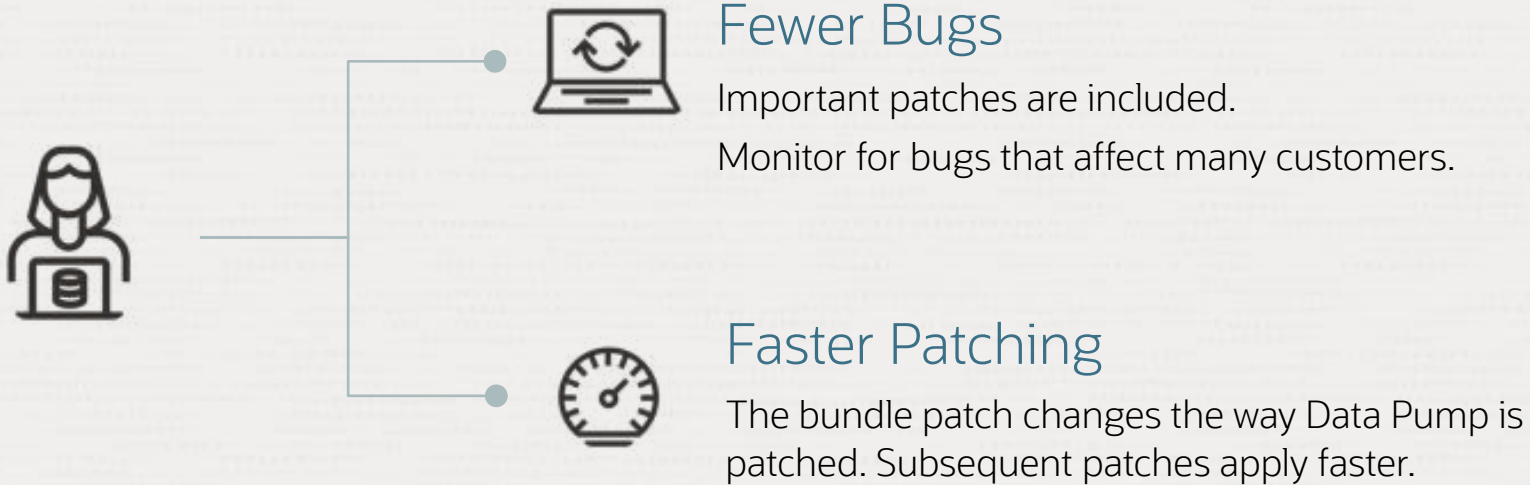 Fewer Bugs
Important patches are included.
Monitor for bugs that affect many customers.
Faster Patching
The bundle patch changes the way Data Pump is
patched. Subsequent patches apply faster.